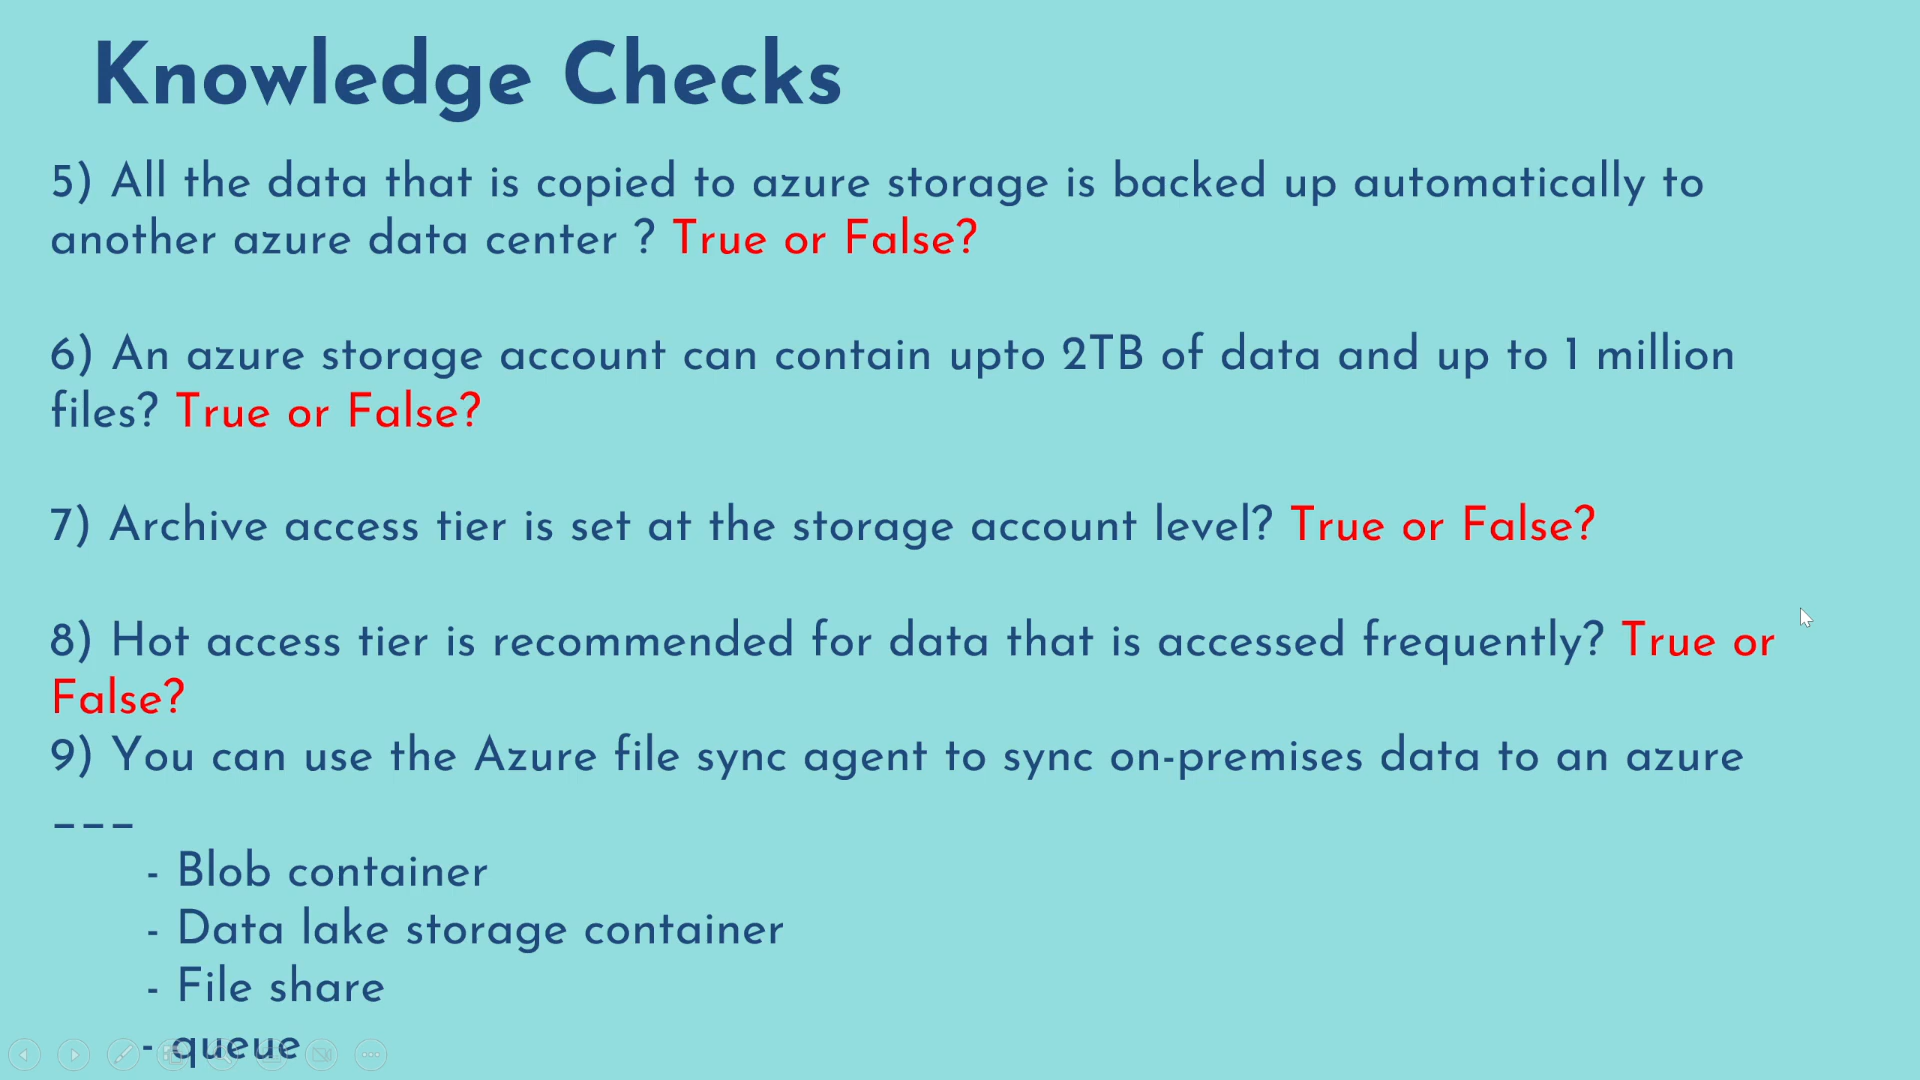 Knowledge Checks
5) All the data that is copied to azure storage is backed up automatically to
another azure data center ? True or False?
6) An azure storage account can contain upto 2TB of data and up to 1 million
files? True or False?
7) Archive access tier is set at the storage account level? True or False?
8) Hot access tier is recommended for data that is accessed frequently? True or
False?
9) You can use the Azure file sync agent to sync on-premises data to an azure
___
- Blob container
- Data lake storage container
- File share
- queue